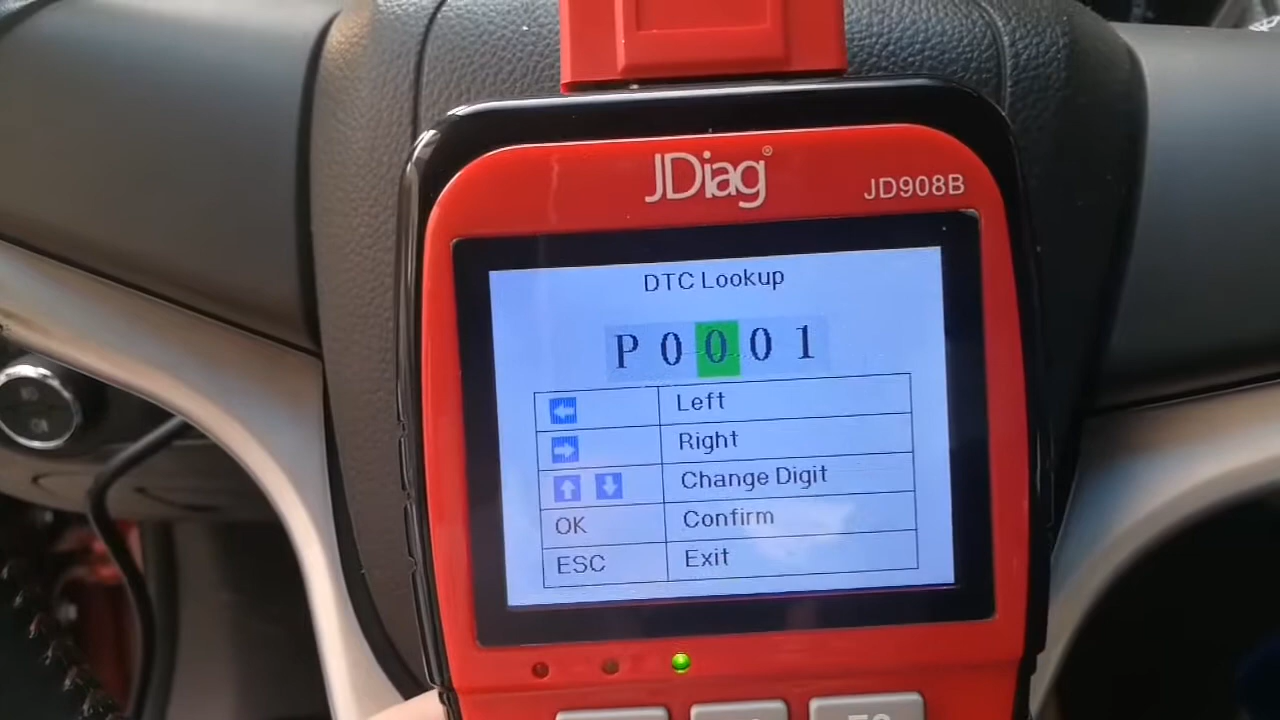 JDiag®
JD908B
DTC Lookup
P0001
Left
Right
Change Digit
OK Confirm
ESC Exit